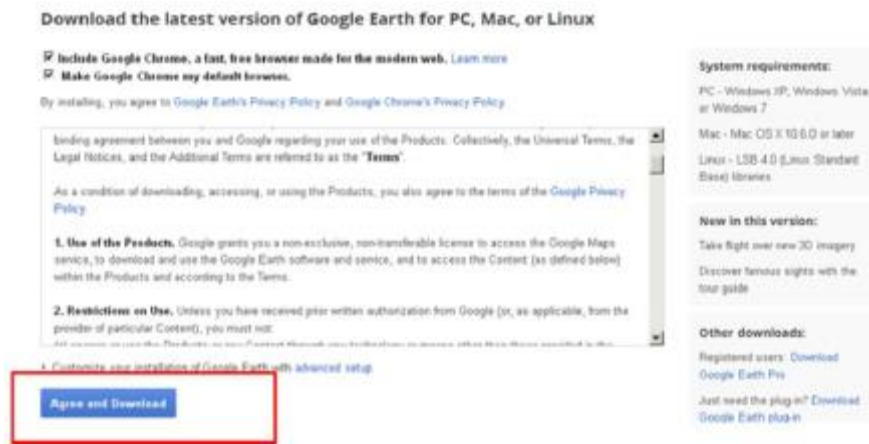 Download the latest version of Google Earth for PC, Mac, or Linux
Include Google Chrome, a fast, free browser made for the modern web. Learn more
Make Google Chrome my default browser.
By installing, you agree to Google Earth's Privacy Policy and Google Chrome's Privacy Policy
binding agreement between you and Google regarding your use of the Products. Collectively, the Universal Terms, the
Legal Notices, and the Additional Terms are referred to as the "Terms".
As a condition of downloading, accessing, or using the Products, you also agree to the terms of the Google Privacy
Policy.
1. Use of the Products. Google grants you a non-exclusive, non-transferable license to access the Google Maps
service, to download and use the Google Earth software and service, and to access the Content (as defined below)
within the Products and according to the Terms.
2. Restrictions on Use. Unless you have received prior written authorization from Google (or, as applicable, from the
provider of particular Content), you must not:
Customize your installation of Google Earth with advanced setup
Agree and Download
System requirements:
PC - Windows XP, Windows Vista
or Windows 7
Mac - Mac OS X 10.6.0 or later
Linux - LSB 4.0 (Linux Standard
Base) libraries
New in this version:
Take flight over new 3D imagery
Discover famous sights with the
tour guide
Other downloads:
Registered users: Download
Google Earth Pro
Just need the plug-in? Download
Google Earth plug-in